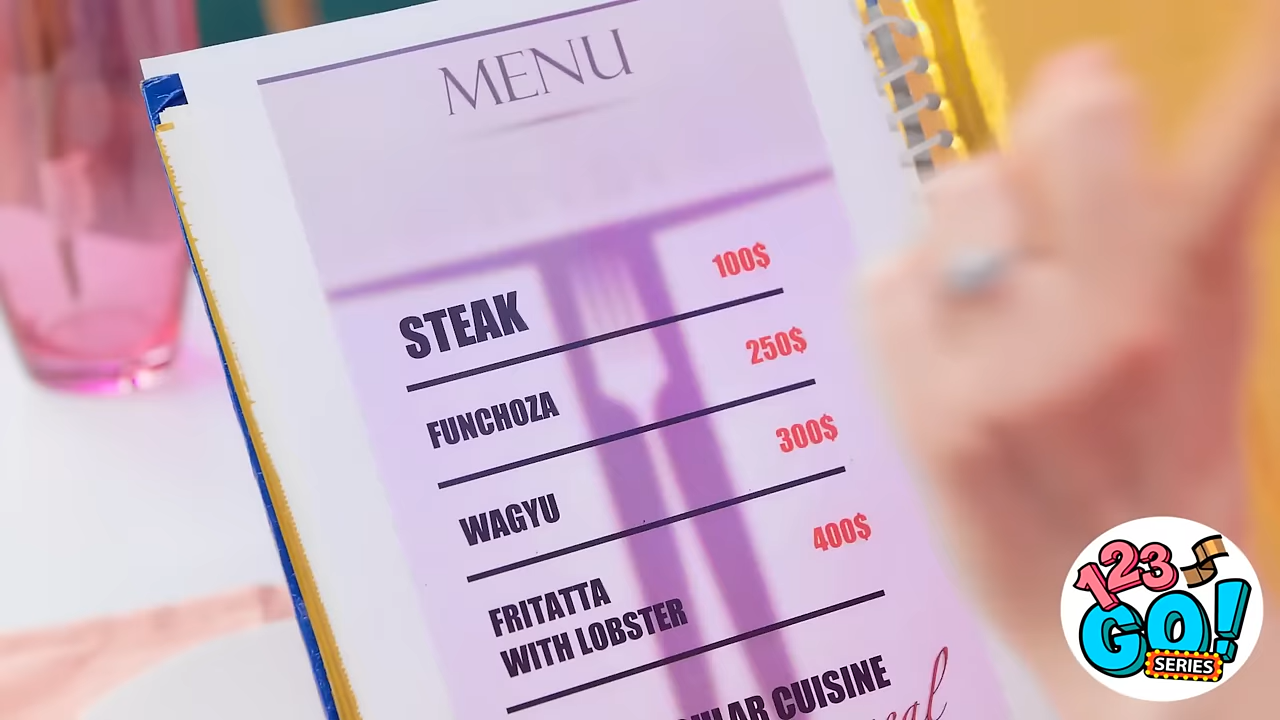 MENU
STEAK 100$
FUNCHOZA 250$
WAGYU 300$
FRITATTA 400$
WITH LOBSTER
CUISINE
123
GO!
SERIES